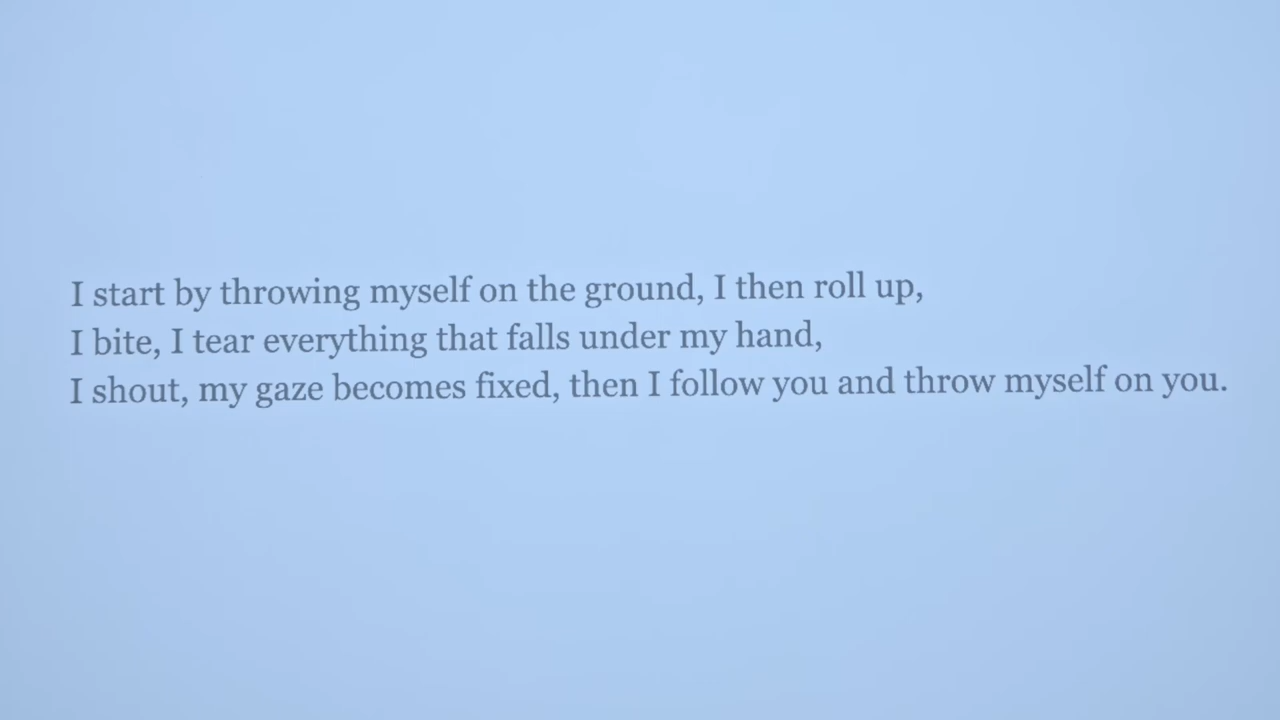 I start by throwing myself on the ground, I then roll up,
I bite, I tear everything that falls under my hand,
I shout, my gaze becomes fixed, then I follow you and throw myself on you.